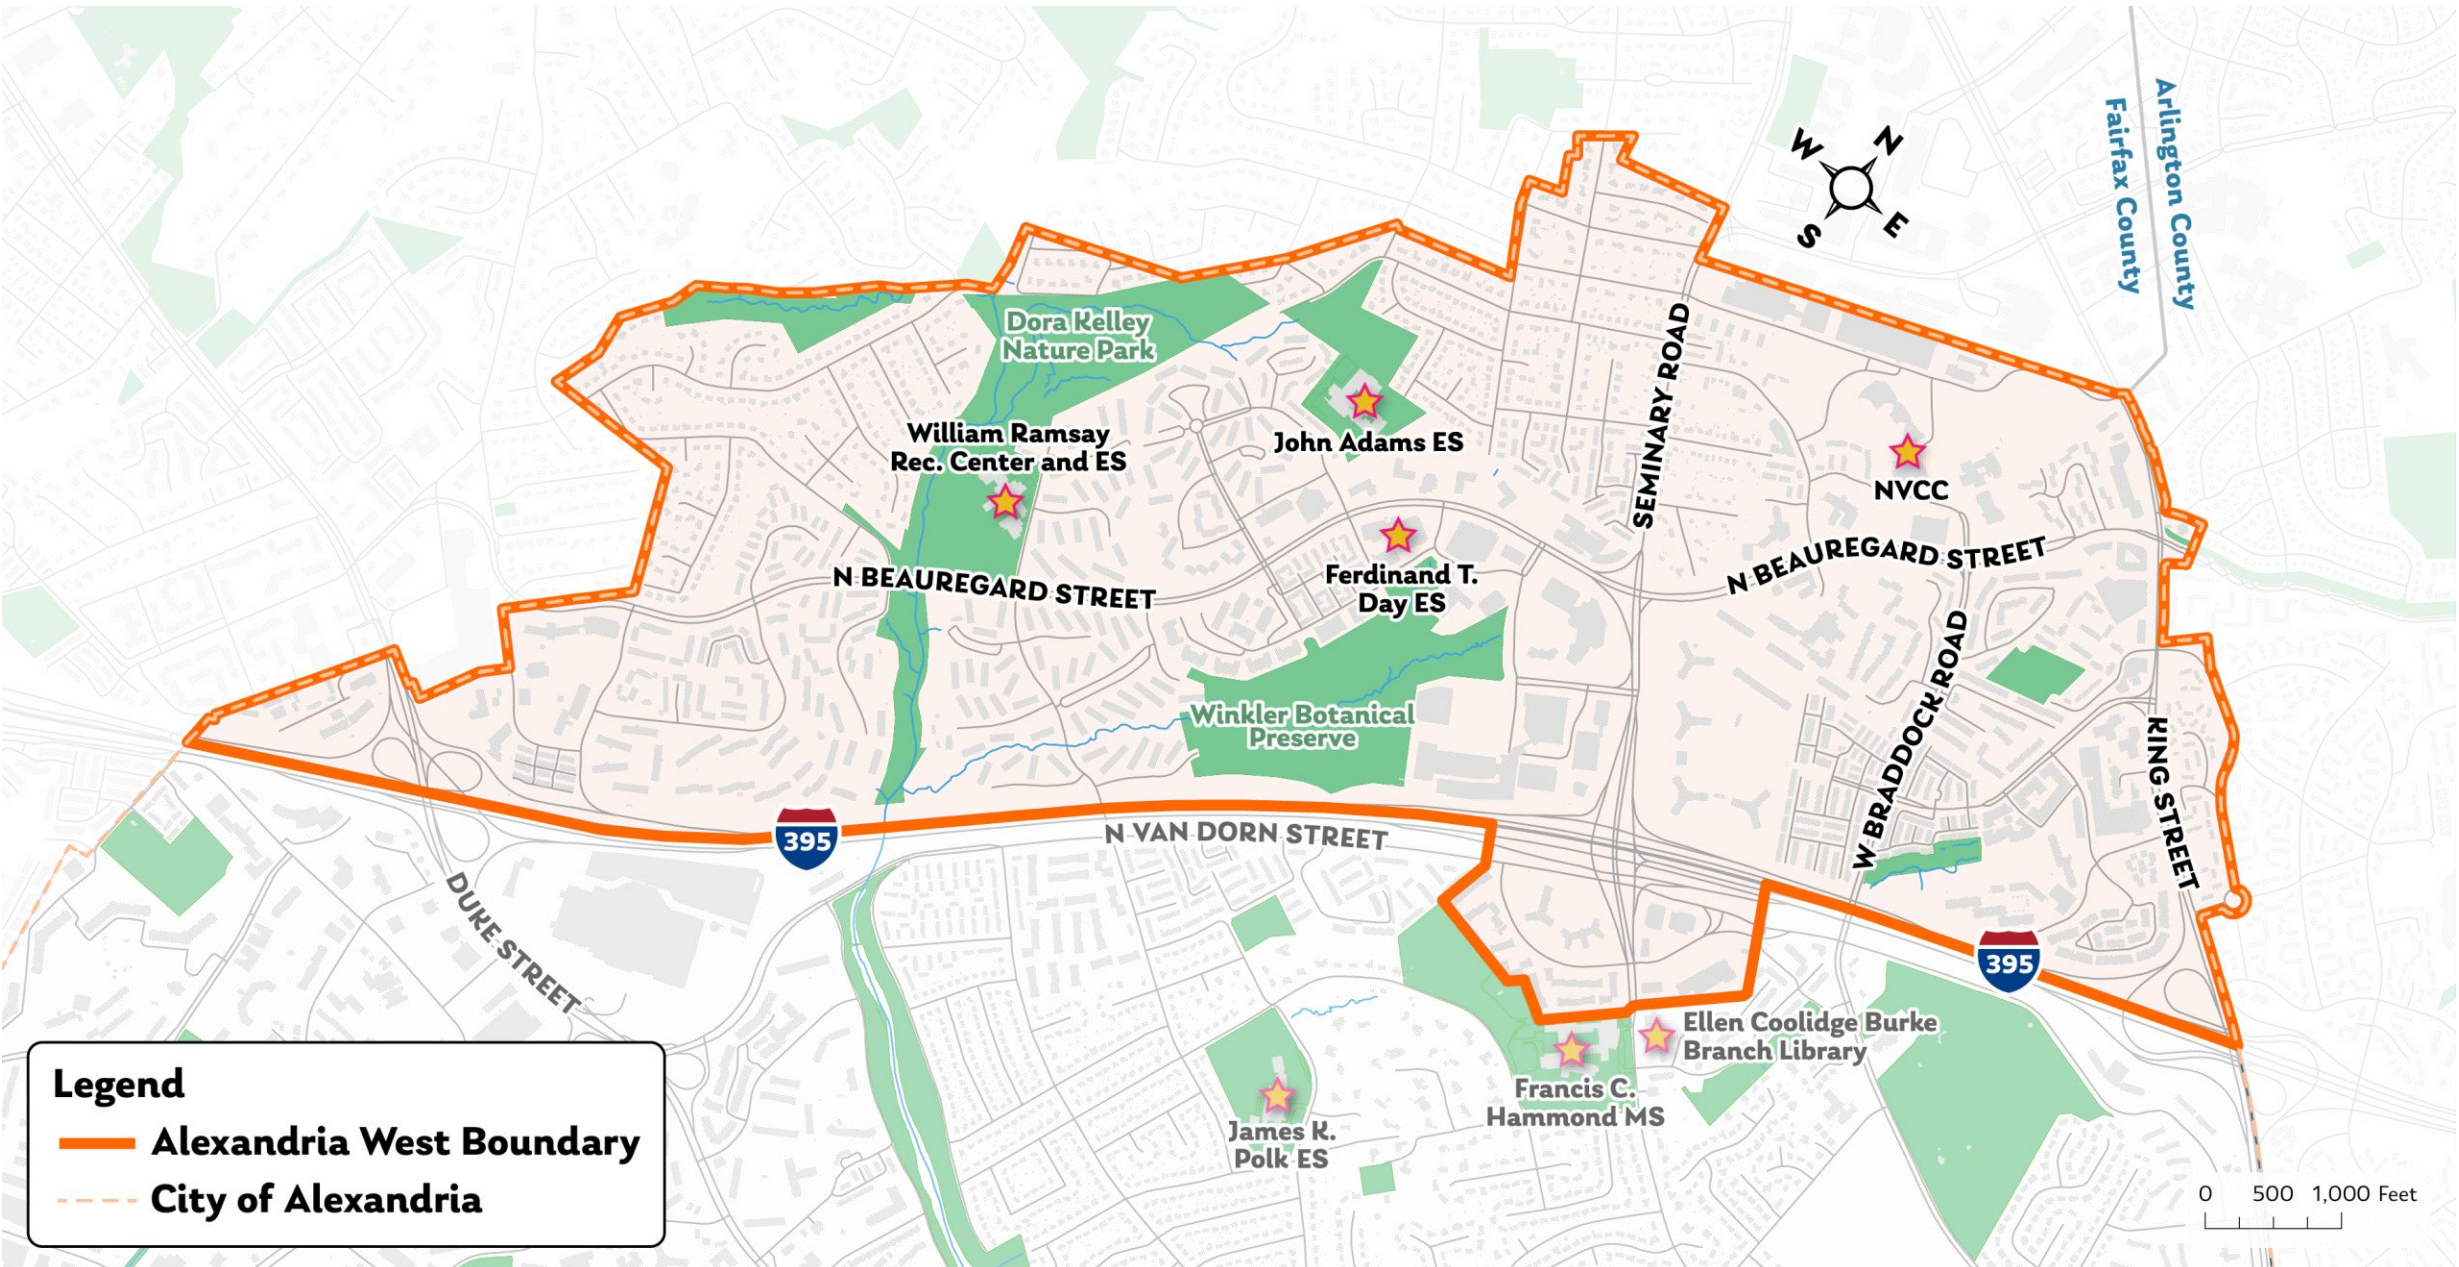 Arlington County
Fairfax County
W
N
S
E
Dora Kelley
Nature Park
William Ramsay
Rec. Center and ES
John Adams ES
SEMINARY ROAD
NVCC
Ferdinand T.
Day ES
N BEAUREGARD STREET
N BEAUREGARD STREET
W BRADDOCK ROAD
KING STREET
Winkler Botanical
Preserve
395
N VAN DORN STREET
DUKE STREET
395
Ellen Coolidge Burke
Branch Library
Francis C.
Hammond MS
James K.
Polk ES
Legend
Alexandria West Boundary
City of Alexandria
0 500 1,000 Feet